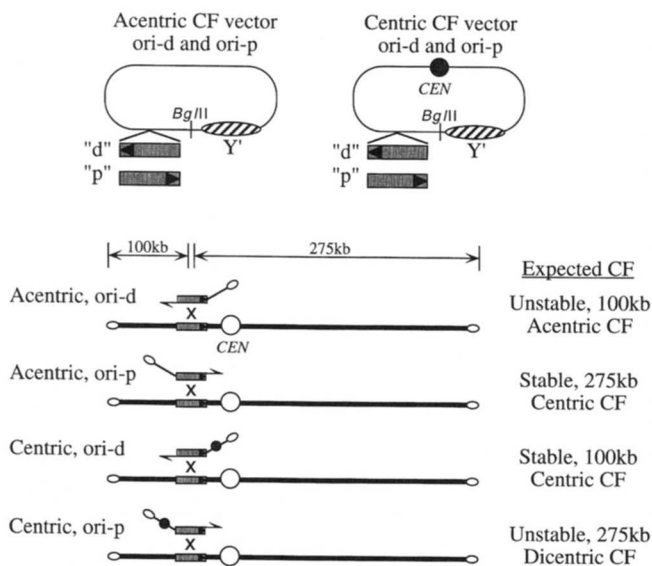 Acentric CF vector
ori-d and ori-p
Centric CF vector
ori-d and ori-p
CEN
BglII
BglII
"d"
Y'
"p"
"d"
Y'
"p"
100kb
275kb
Expected CF
Acentric, ori-d
X
CEN
Unstable, 100kb
Acentric CF
Acentric, ori-p
X
Stable, 275kb
Centric CF
Centric, ori-d
X
Stable, 100kb
Centric CF
Centric, ori-p
X
Unstable, 275kb
Dicentric CF